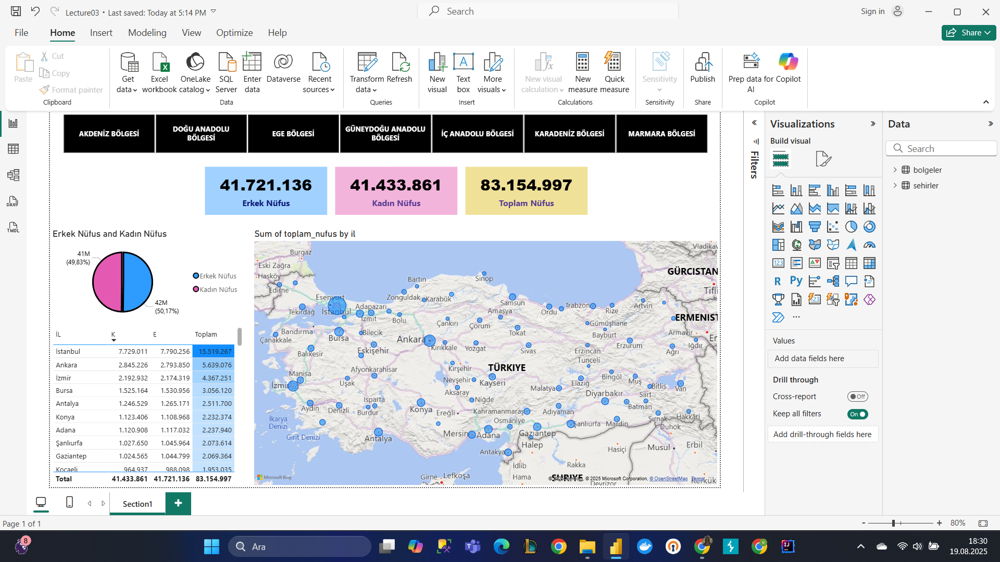 Lecture03 • Last saved: Today at 5:14 PM
Search
Sign in
File
Home
Insert
Modeling
View
Optimize
Help
Share
Paste
Cut
Copy
Format painter
Clipboard
Get data
Excel workbook
OneLake catalog
SQL Server
Enter data
Dataverse
Recent sources
Data
Transform data
Refresh
Queries
New visual
Text box
More visuals
Insert
New visual calculation
New measure
Quick measure
Calculations
Sensitivity
Sensitivity
Publish
Share
Prep data for AI
Copilot
Copilot
AKDENİZ BÖLGESİ
DOĞU ANADOLU
BÖLGESİ
EGE BÖLGESİ
GÜNEYDOĞU ANADOLU
BÖLGESİ
İÇ ANADOLU BÖLGESİ
KARADENİZ BÖLGESİ
MARMARA BÖLGESİ
41.721.136
Erkek Nüfus
41.433.861
Kadın Nüfus
83.154.997
Toplam Nüfus
Erkek Nüfus and Kadın Nüfus
41M
(49,83%)
42M
(50,17%)
Erkek Nüfus
Kadın Nüfus
İL K E Toplam
İstanbul 7.729.011 7.790.256 15.519.267
Ankara 2.845.226 2.793.850 5.639.076
İzmir 2.192.932 2.174.319 4.367.251
Bursa 1.525.164 1.530.956 3.056.120
Antalya 1.246.529 1.265.171 2.511.700
Konya 1.123.406 1.108.968 2.232.374
Adana 1.120.908 1.117.032 2.237.940
Şanlıurfa 1.027.650 1.045.964 2.073.614
Gaziantep 1.024.565 1.044.799 2.069.364
Kocaeli 964.937 988.098 1.953.035
Total 41.433.861 41.721.136 83.154.997
Sum of toplam_nufus by il
Burgaz
Vladikav
Eski Zağra
Hasköy
GÜRCISTAN
Edirne
Bartın
Sinop
Tifli
Esenyurt
Zonguldak
Karabük
Samsun
Tekirdağ
İstanbul
Adapazarı
İzmit
Bolu
Amasya
Ordu
Trabzon
Rize
Artvin
ERMENIST
Çankırı
Çorum
Gümüşhane
Bandırma
Bilecik
Tokat
Bayburt
Armavir
Çanakkale
Bursa
Ankara
Kırıkkale
Yozgat
Sivas
Erzincan
Erzurum
Iğdır
Er
Balıkesir
Eskişehir
Ağrı
Tunceli
Manisa
Afyonkarahisar
Kırşehir
TÜRKIYE
Bingöl
Muş
İzmir
Uşak
Nevşehir
Kayseri
Malatya
Elazığ
Bitlis
Van
Aksaray
Diyarbakır
Siirt
Isparta
Niğde
Batman
Aydın
Denizli
Burdur
Konya
Ereğli
Kahramanmaraş
Adıyaman
Hakkâri
Şırnak
İkarya
Denizi
Osmaniye
Şanlıurfa
Mardin
Duhok
Girit Denizi
Antalya
Mersin
Adana
Gaziantep
Halep
Hasiçi
Musul
Erbil
Antakya
İdlib
Rakka
Hama
SURIYE
Girne
Lefkoşa
Devrizor
Kerkük
Microsoft Bing
© 2025 TomTom, © 2025 Microsoft Corporation, © OpenStreetMap Terms
Filters
Visualizations
Build visual
123
R
Py
123
Values
Add data fields here
Drill through
Cross-report
Off
Keep all filters
On
Add drill-through fields here
Data
Search
bolgeler
sehirler
DAX
TMDL
Section1
Page 1 of 1
80%
8
Ara
18:30
19.08.2025